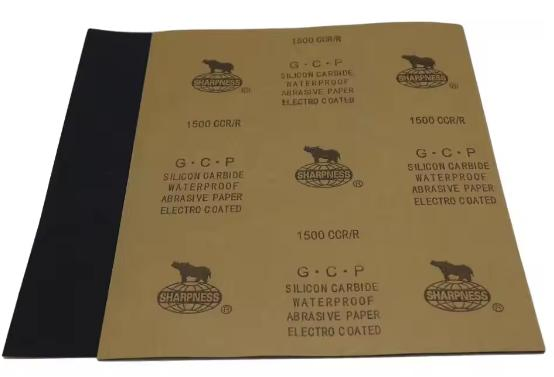 1500 CCR/R
SHARPNESS ®
G·C·P
SILICON CARBIDE
WATERPROOF
ABRASIVE PAPER
ELECTRO COATED
SHARPNESS ®
1500 CCR/R
1500 CCR/R
G·C·P
SILICON CARBIDE
WATERPROOF
ABRASIVE PAPER
ELECTRO COATED
SHARPNESS ®
G·C·P
SILICON CARBIDE
WATERPROOF
ABRASIVE PAPER
ELECTRO COATED
1500 CCR/R
SHARPNESS ®
G·C·P
SILICON CARBIDE
WATERPROOF
ABRASIVE PAPER
ELECTRO COATED
SHARPNESS ®